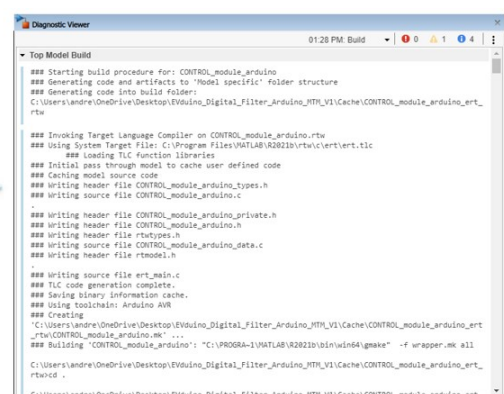 Diagnostic Viewer
01:28 PM: Build 0 1 4
Top Model Build
### Starting build procedure for: CONTROL_module_arduino
### Generating code and artifacts to 'Model specific' folder structure
### Generating code into build folder:
C:\Users\andre\OneDrive\Desktop\EVduino_Digital_Filter_Arduino_MTM_V1\Cache\CONTROL_module_arduino_ert_
rtw
### Invoking Target Language Compiler on CONTROL_module_arduino.rtw
### Using System Target File: C:\Program Files\MATLAB\R2021b\rtw\c\ert\ert.tlc
### Loading TLC function libraries
### Initial pass through model to cache user defined code
### Caching model source code
### Writing header file CONTROL_module_arduino_types.h
### Writing source file CONTROL_module_arduino.c
.
### Writing header file CONTROL_module_arduino_private.h
### Writing header file CONTROL_module_arduino.h
### Writing header file rtwtypes.h
### Writing source file CONTROL_module_arduino_data.c
### Writing header file rtmodel.h
.
### Writing source file ert_main.c
### TLC code generation complete.
### Saving binary information cache.
### Using toolchain: Arduino AVR
### Creating
'C:\Users\andre\OneDrive\Desktop\EVduino_Digital_Filter_Arduino_MTM_V1\Cache\CONTROL_module_arduino_ert
_rtw\CONTROL_module_arduino.mk' ...
### Building 'CONTROL_module_arduino': "C:\PROGRA~1\MATLAB\R2021b\bin\win64\gmake" -f wrapper.mk all
C:\Users\andre\OneDrive\Desktop\EVduino_Digital_Filter_Arduino_MTM_V1\Cache\CONTROL_module_arduino_ert_
rtw>cd .